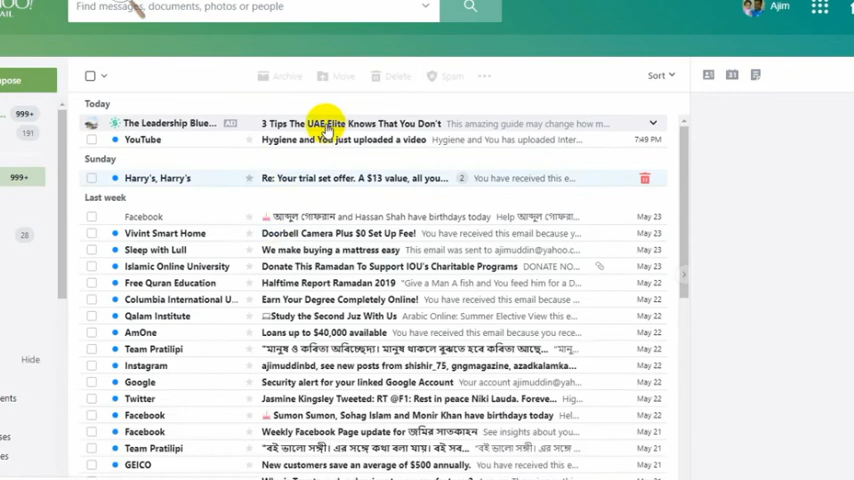 Find messages, documents, photos or people
Ajim
Archive Move Delete Spam ••• Sort
999+
191
999+
28
Hide
Today
The Leadership Blue... AD 3 Tips The UAE Elite Knows That You Don't This amazing guide may change how m...
YouTube Hygiene and You just uploaded a video Hygiene and You has uploaded Inter... 7:49 PM
Sunday
Harry's, Harry's Re: Your trial set offer. A $13 value, all you... 2 You have received this e...
Last week
Facebook আব্দুল গোফরান and Hassan Shah have birthdays today Help আব্দুল গোফরান... May 23
Vivint Smart Home Doorbell Camera Plus $0 Set Up Fee! You have received this email because y... May 23
Sleep with Lull We make buying a mattress easy This email was sent to ajimuddin@yahoo.c... May 23
Islamic Online University Donate This Ramadan To Support IOU's Charitable Programs DONATE NO... May 23
Free Quran Education Halftime Report Ramadan 2019 "Give a Man A fish and You feed him for a D... May 22
Columbia International U... Earn Your Degree Completely Online! You have received this email because ... May 22
Qalam Institute Study the Second Juz With Us Arabic Online: Summer Elective View this e... May 22
AmOne Loans up to $40,000 available You have received this email because you rece... May 22
Team Pratilipi "মানুষ ও কবিতা অবিচ্ছেদ্য। মানুষ থাকলে বুঝতে হবে কবিতা আছে... "মানু... May 22
Instagram ajimuddinbd, see new posts from shishir_75, gngmagazine, azadkalamka... May 22
Google Security alert for your linked Google Account Your account ajimuddin@yah... May 22
Twitter Jasmine Kingsley Tweeted: RT @F1: Rest in peace Niki Lauda. Foreve... Hig... May 21
Facebook Sumon Sumon, Sohag Islam and Monir Khan have birthdays today Hel... May 21
Facebook Weekly Facebook Page update for জমির সাতকাহন See insights about you... May 21
Team Pratilipi "বই ভালো সঙ্গী। এর সঙ্গে কথা বলা যায়। বই সব... "বই ভালো সঙ্গী। এর সঙ্গে ক... May 21
GEICO New customers save an average of $500 annually. You have received this e... May 21